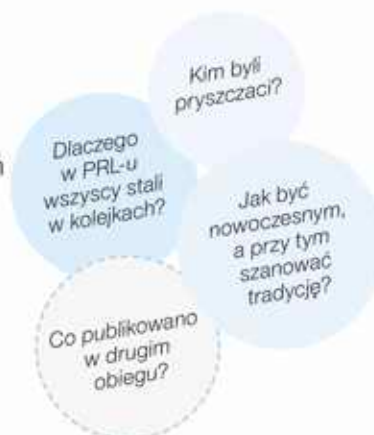 Kim byli
pryszczaci?
Dlaczego
w PRL-u
wszyscy stali
w kolejkach?
Jak być
nowoczesnym,
a przy tym
szanować
tradycję?
Co publikowano
w drugim
obiegu?